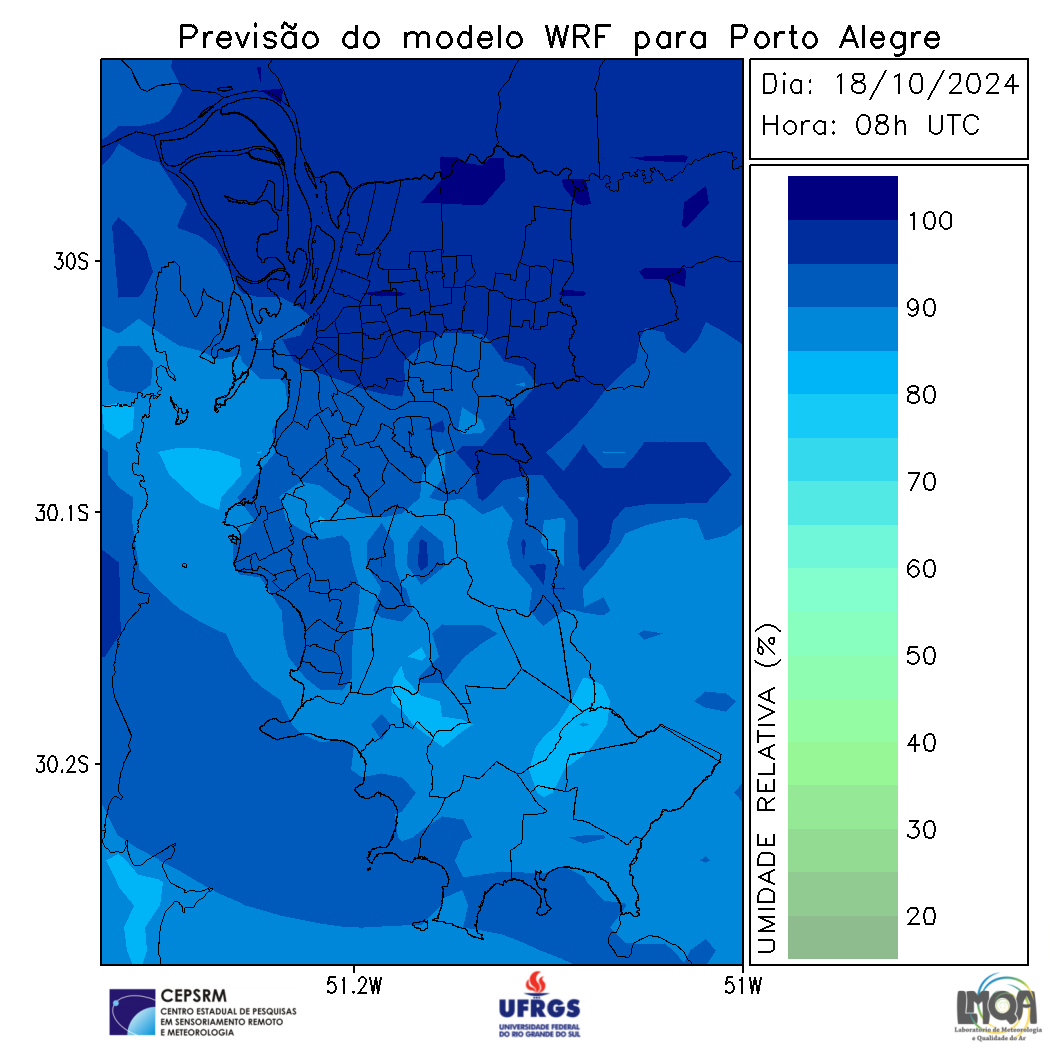 Previsão do modelo WRF para Porto Alegre
Dia: 18/10/2024
Hora: 08h UTC
30S
30.1S
30.2S
51.2W
51W
100
90
80
70
60
50
40
30
20
UMIDADE RELATIVA (%)
CEPSRM
CENTRO ESTADUAL DE PESQUISAS
EM SENSORIAMENTO REMOTO
E METEOROLOGIA
UFRGS
UNIVERSIDADE FEDERAL
DO RIO GRANDE DO SUL
LMQA
Laboratório de Meteorologia
e Qualidade do Ar